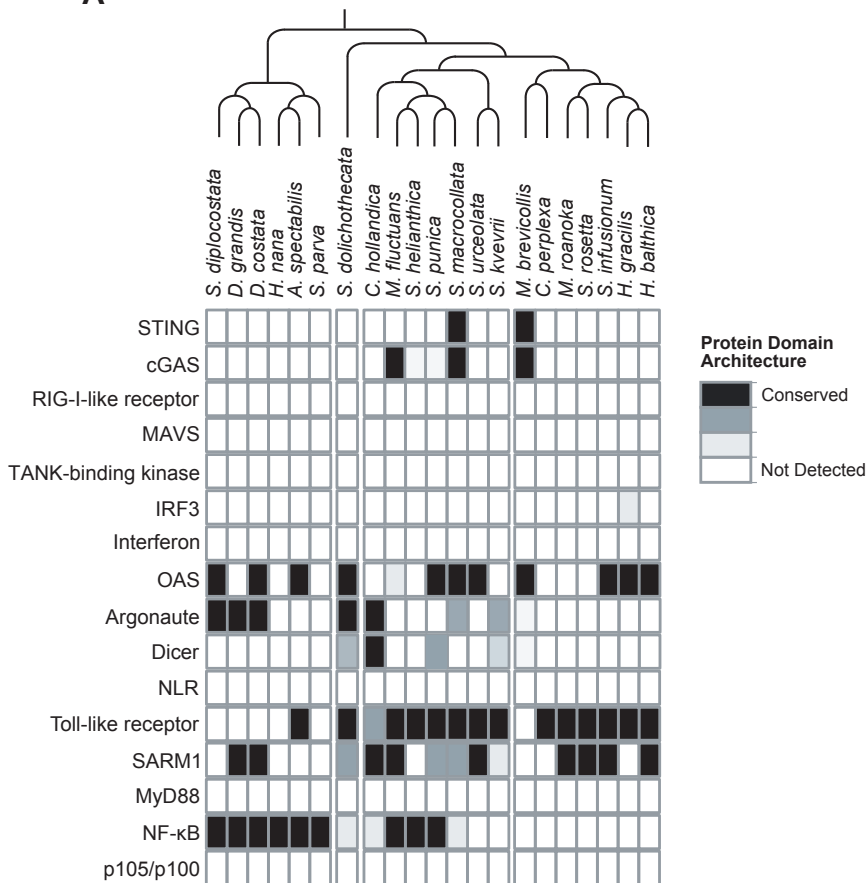 A
S. diplocostata
D. grandis
D. costata
H. nana
A. spectabilis
S. parva
S. dolichothecata
C. hollandica
M. fluctuans
S. helianthica
S. punica
S. macrocollata
S. urceolata
S. kvevrii
M. brevicollis
C. perplexa
M. roanoka
S. rosetta
S. infusionum
H. gracilis
H. balthica
STING
cGAS
RIG-I-like receptor
MAVS
TANK-binding kinase
IRF3
Interferon
OAS
Argonaute
Dicer
NLR
Toll-like receptor
SARM1
MyD88
NF-κB
p105/p100
Protein Domain
Architecture
Conserved
Not Detected